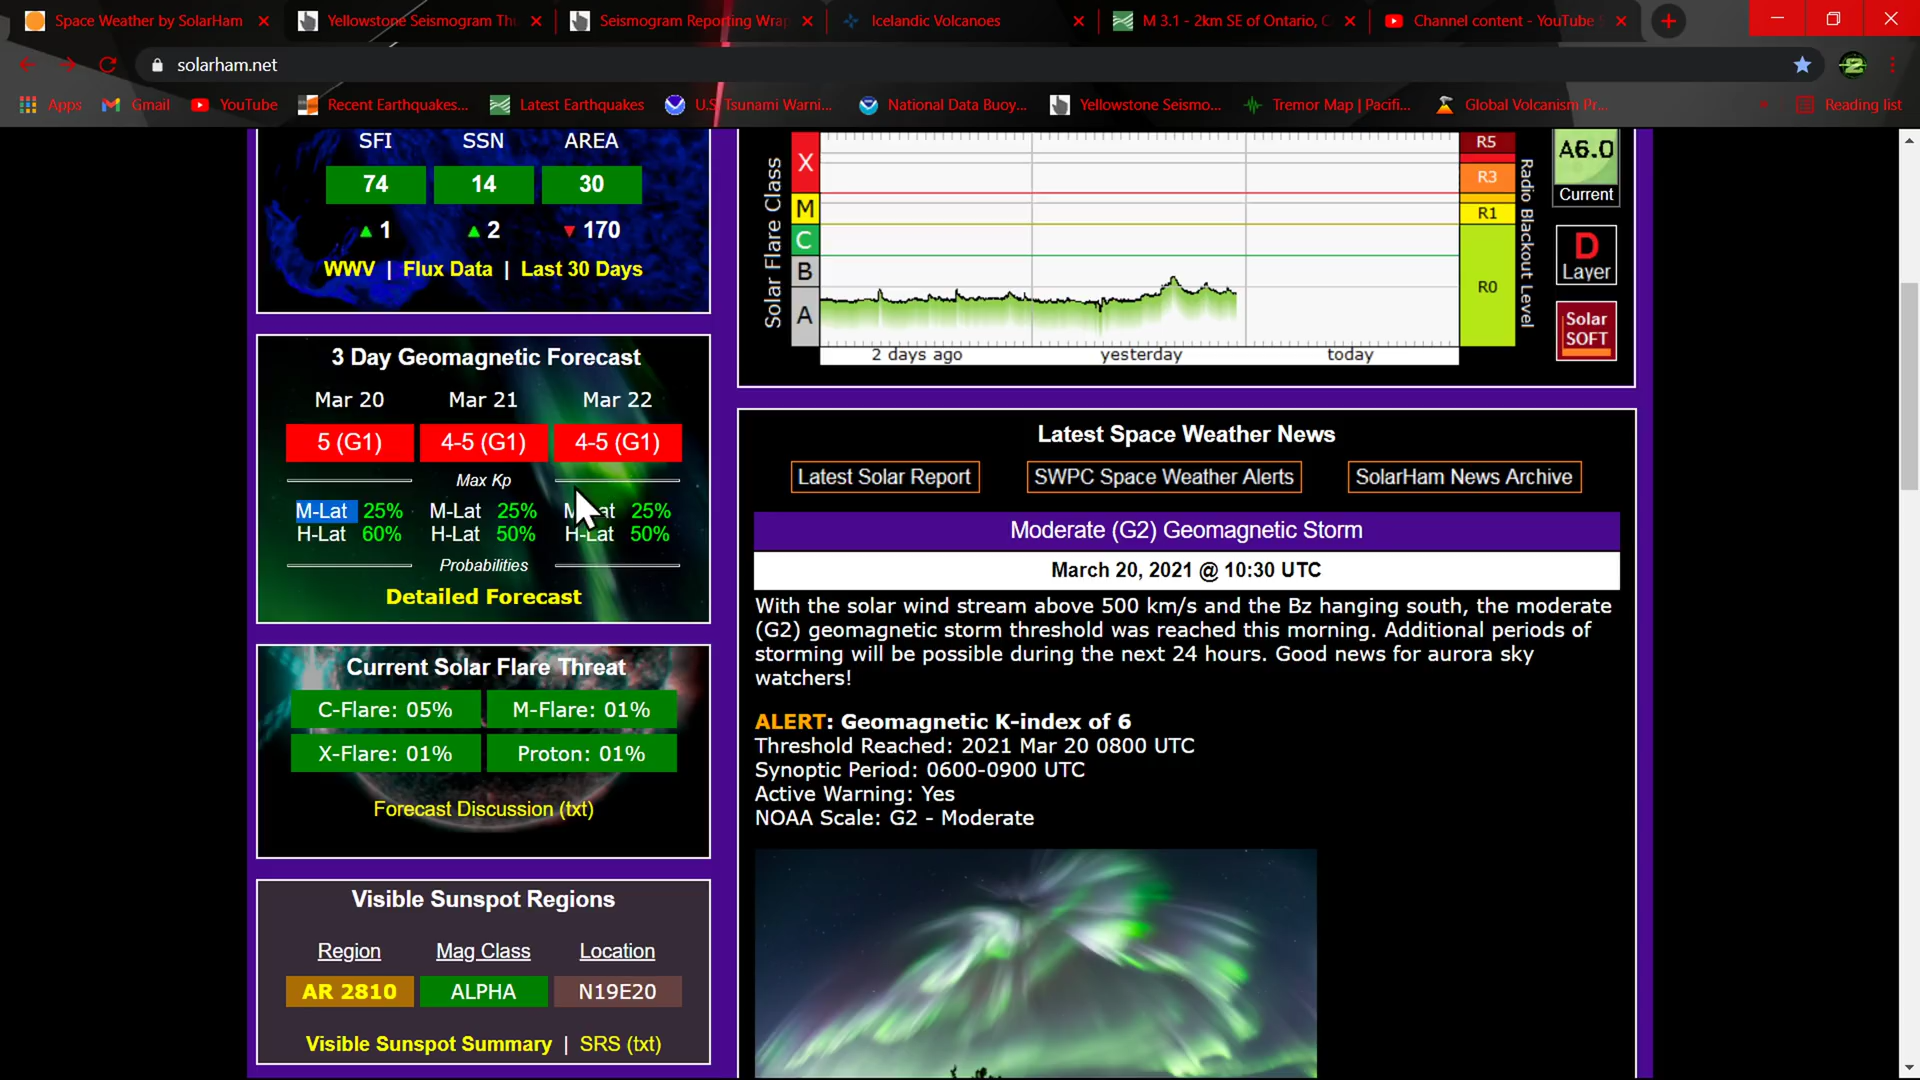 Space Weather by SolarHam
Yellowstone Seismogram Th
Seismogram Reporting Wrap
Icelandic Volcanoes
M 3.1 - 2km SE of Ontario, C
Channel content - YouTube S
solarham.net
Apps
Gmail
YouTube
Recent Earthquakes...
Latest Earthquakes
U.S. Tsunami Warni...
National Data Buoy...
Yellowstone Seismo...
Tremor Map | Pacifi...
Global Volcanism Pr...
Reading list
SFI SSN AREA
74 14 30
▲ 1 ▲ 2 ▼ 170
WWV | Flux Data | Last 30 Days
3 Day Geomagnetic Forecast
Mar 20 Mar 21 Mar 22
5 (G1) 4-5 (G1) 4-5 (G1)
Max Kp
M-Lat 25% M-Lat 25% 25%
H-Lat 60% H-Lat 50% H-Lat 50%
Probabilities
Detailed Forecast
Current Solar Flare Threat
C-Flare: 05% M-Flare: 01%
X-Flare: 01% Proton: 01%
Forecast Discussion (txt)
Visible Sunspot Regions
Region Mag Class Location
AR 2810 ALPHA N19E20
Visible Sunspot Summary | SRS (txt)
Solar Flare Class
X
M
C
B
A
2 days ago yesterday today
R5
R3
R1
R0
Radio Blackout Level
A6.0
Current
D
Layer
Solar
SOFT
Latest Space Weather News
Latest Solar Report SWPC Space Weather Alerts SolarHam News Archive
Moderate (G2) Geomagnetic Storm
March 20, 2021 @ 10:30 UTC
With the solar wind stream above 500 km/s and the Bz hanging south, the moderate
(G2) geomagnetic storm threshold was reached this morning. Additional periods of
storming will be possible during the next 24 hours. Good news for aurora sky
watchers!
ALERT: Geomagnetic K-index of 6
Threshold Reached: 2021 Mar 20 0800 UTC
Synoptic Period: 0600-0900 UTC
Active Warning: Yes
NOAA Scale: G2 - Moderate